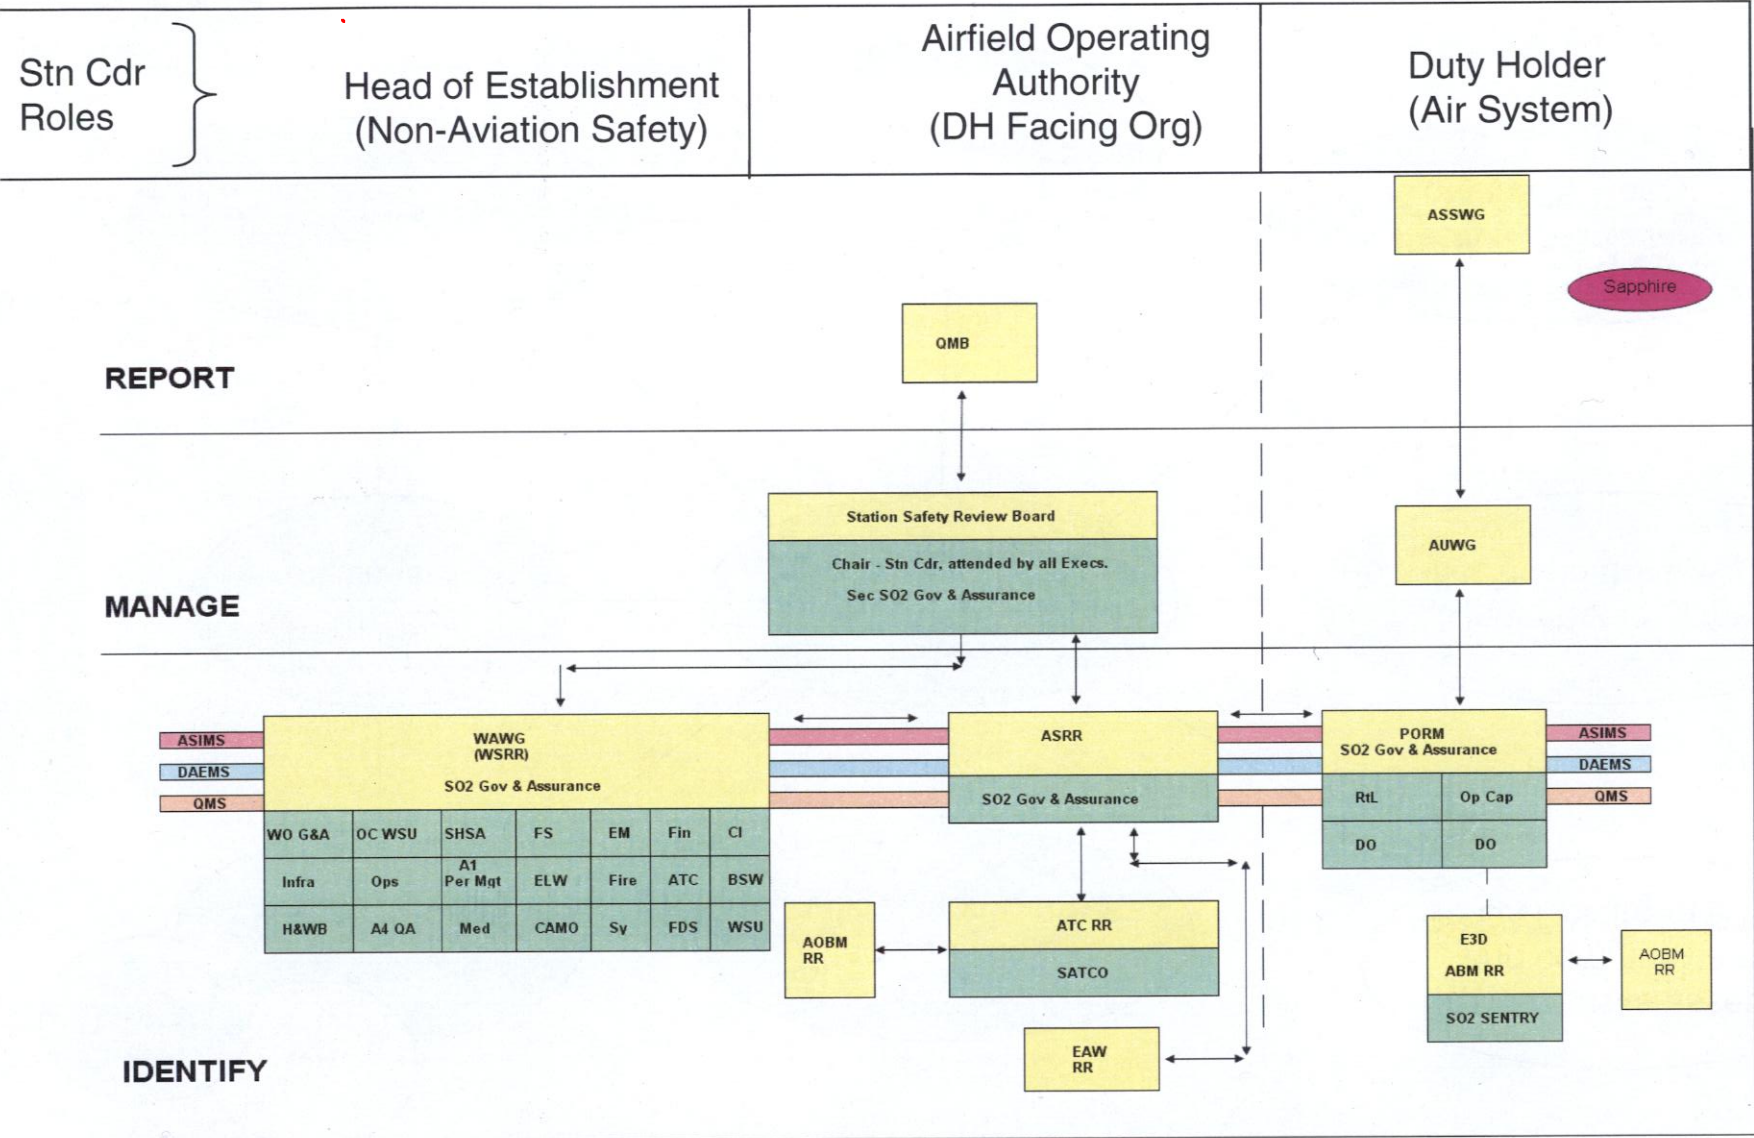 Stn Cdr
Roles
Head of Establishment
(Non-Aviation Safety)
Airfield Operating
Authority
(DH Facing Org)
Duty Holder
(Air System)
ASSWG
Sapphire
QMB
REPORT
Station Safety Review Board
Chair - Stn Cdr, attended by all Execs.
Sec SO2 Gov & Assurance
AUWG
MANAGE
ASIMS
DAEMS
QMS
WAWG
(WSRR)
SO2 Gov & Assurance
ASRR
SO2 Gov & Assurance
PORM
SO2 Gov & Assurance
RtL Op Cap
DO DO
ASIMS
DAEMS
QMS
WO G&A OC WSU SHSA FS EM Fin CI
Infra Ops A1 Per Mgt ELW Fire ATC BSW
H&WB A4 QA Med CAMO Sy FDS WSU
AOBM
RR
ATC RR
SATCO
E3D
ABM RR
SO2 SENTRY
AOBM
RR
EAW
RR
IDENTIFY